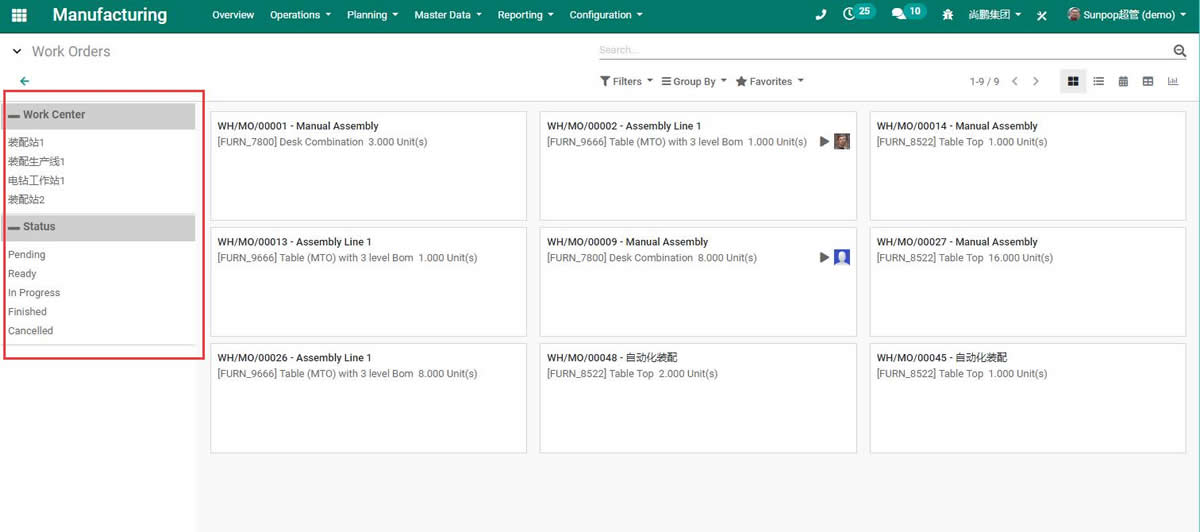 Manufacturing Overview Operations Planning Master Data Reporting Configuration 25 10 尚鹏集团 Sunpop超管 (demo)
Work Orders
Search...
Filters Group By Favorites 1-9 / 9
Work Center
装配站1
装配生产线1
电钻工作站1
装配站2
Status
Pending
Ready
In Progress
Finished
Cancelled
WH/MO/00001 - Manual Assembly
[FURN_7800] Desk Combination 3.000 Unit(s)
WH/MO/00002 - Assembly Line 1
[FURN_9666] Table (MTO) with 3 level Bom 1.000 Unit(s)
WH/MO/00014 - Manual Assembly
[FURN_8522] Table Top 1.000 Unit(s)
WH/MO/00013 - Assembly Line 1
[FURN_9666] Table (MTO) with 3 level Bom 1.000 Unit(s)
WH/MO/00009 - Manual Assembly
[FURN_7800] Desk Combination 8.000 Unit(s)
WH/MO/00027 - Manual Assembly
[FURN_8522] Table Top 16.000 Unit(s)
WH/MO/00026 - Assembly Line 1
[FURN_9666] Table (MTO) with 3 level Bom 8.000 Unit(s)
WH/MO/00048 - 自动化装配
[FURN_8522] Table Top 2.000 Unit(s)
WH/MO/00045 - 自动化装配
[FURN_8522] Table Top 1.000 Unit(s)